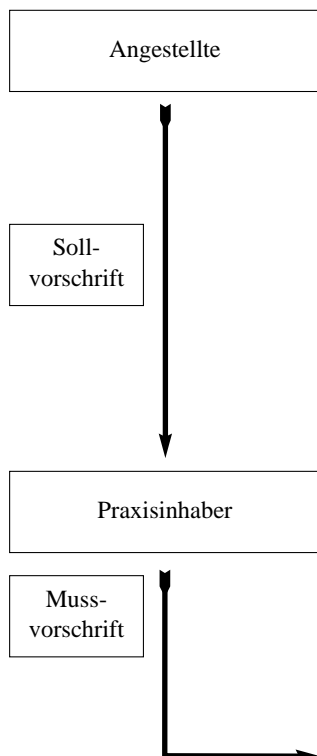 Angestellte
Soll-
vorschrift
Praxisinhaber
Muss-
vorschrift